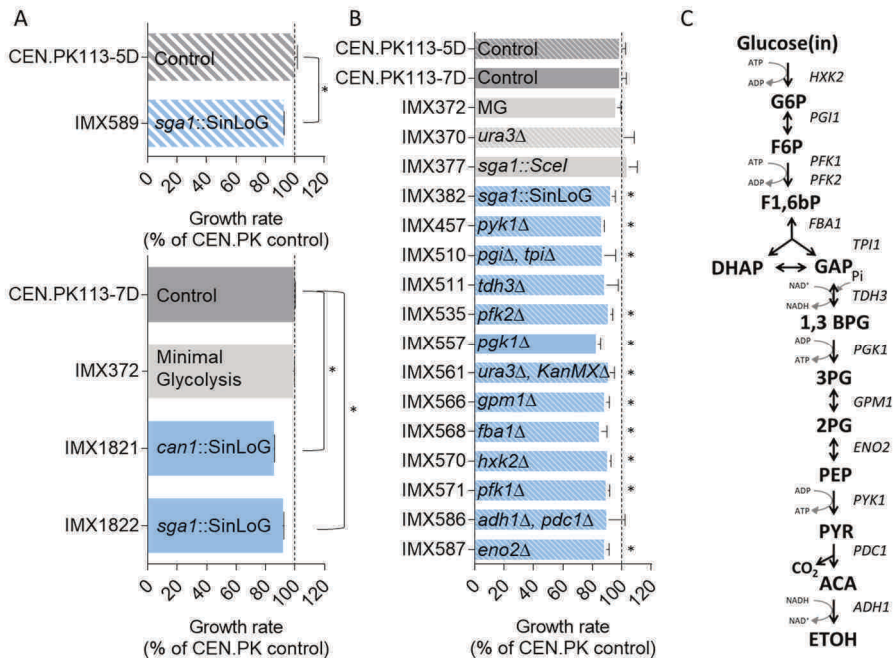 A
CEN.PK113-5D
Control
*
IMX589
sga1::SinLoG
0 20 40 60 80 100 120
Growth rate
(% of CEN.PK control)
CEN.PK113-7D
Control
IMX372
Minimal
Glycolysis
*
*
IMX1821
can1::SinLoG
IMX1822
sga1::SinLoG
0 20 40 60 80 100 120
Growth rate
(% of CEN.PK control)
B
CEN.PK113-5D Control
CEN.PK113-7D Control
IMX372 MG
IMX370 ura3Δ
IMX377 sga1::SceI
IMX382 sga1::SinLoG *
IMX457 pyk1Δ *
IMX510 pgiΔ, tpiΔ *
IMX511 tdh3Δ
IMX535 pfk2Δ *
IMX557 pgk1Δ *
IMX561 ura3Δ, KanMXΔ *
IMX566 gpm1Δ *
IMX568 fba1Δ *
IMX570 hxk2Δ *
IMX571 pfk1Δ *
IMX586 adh1Δ, pdc1Δ
IMX587 eno2Δ *
0 20 40 60 80 100 120
Growth rate
(% of CEN.PK control)
C
Glucose(in)
ATP
ADP
HXK2
G6P
PGI1
F6P
ATP
ADP
PFK1
PFK2
F1,6bP
FBA1
TPI1
DHAP
GAP
Pi
NAD⁺
NADH
TDH3
1,3 BPG
ADP
ATP
PGK1
3PG
GPM1
2PG
ENO2
PEP
ADP
ATP
PYK1
PYR
PDC1
CO₂
ACA
NADH
NAD⁺
ADH1
ETOH